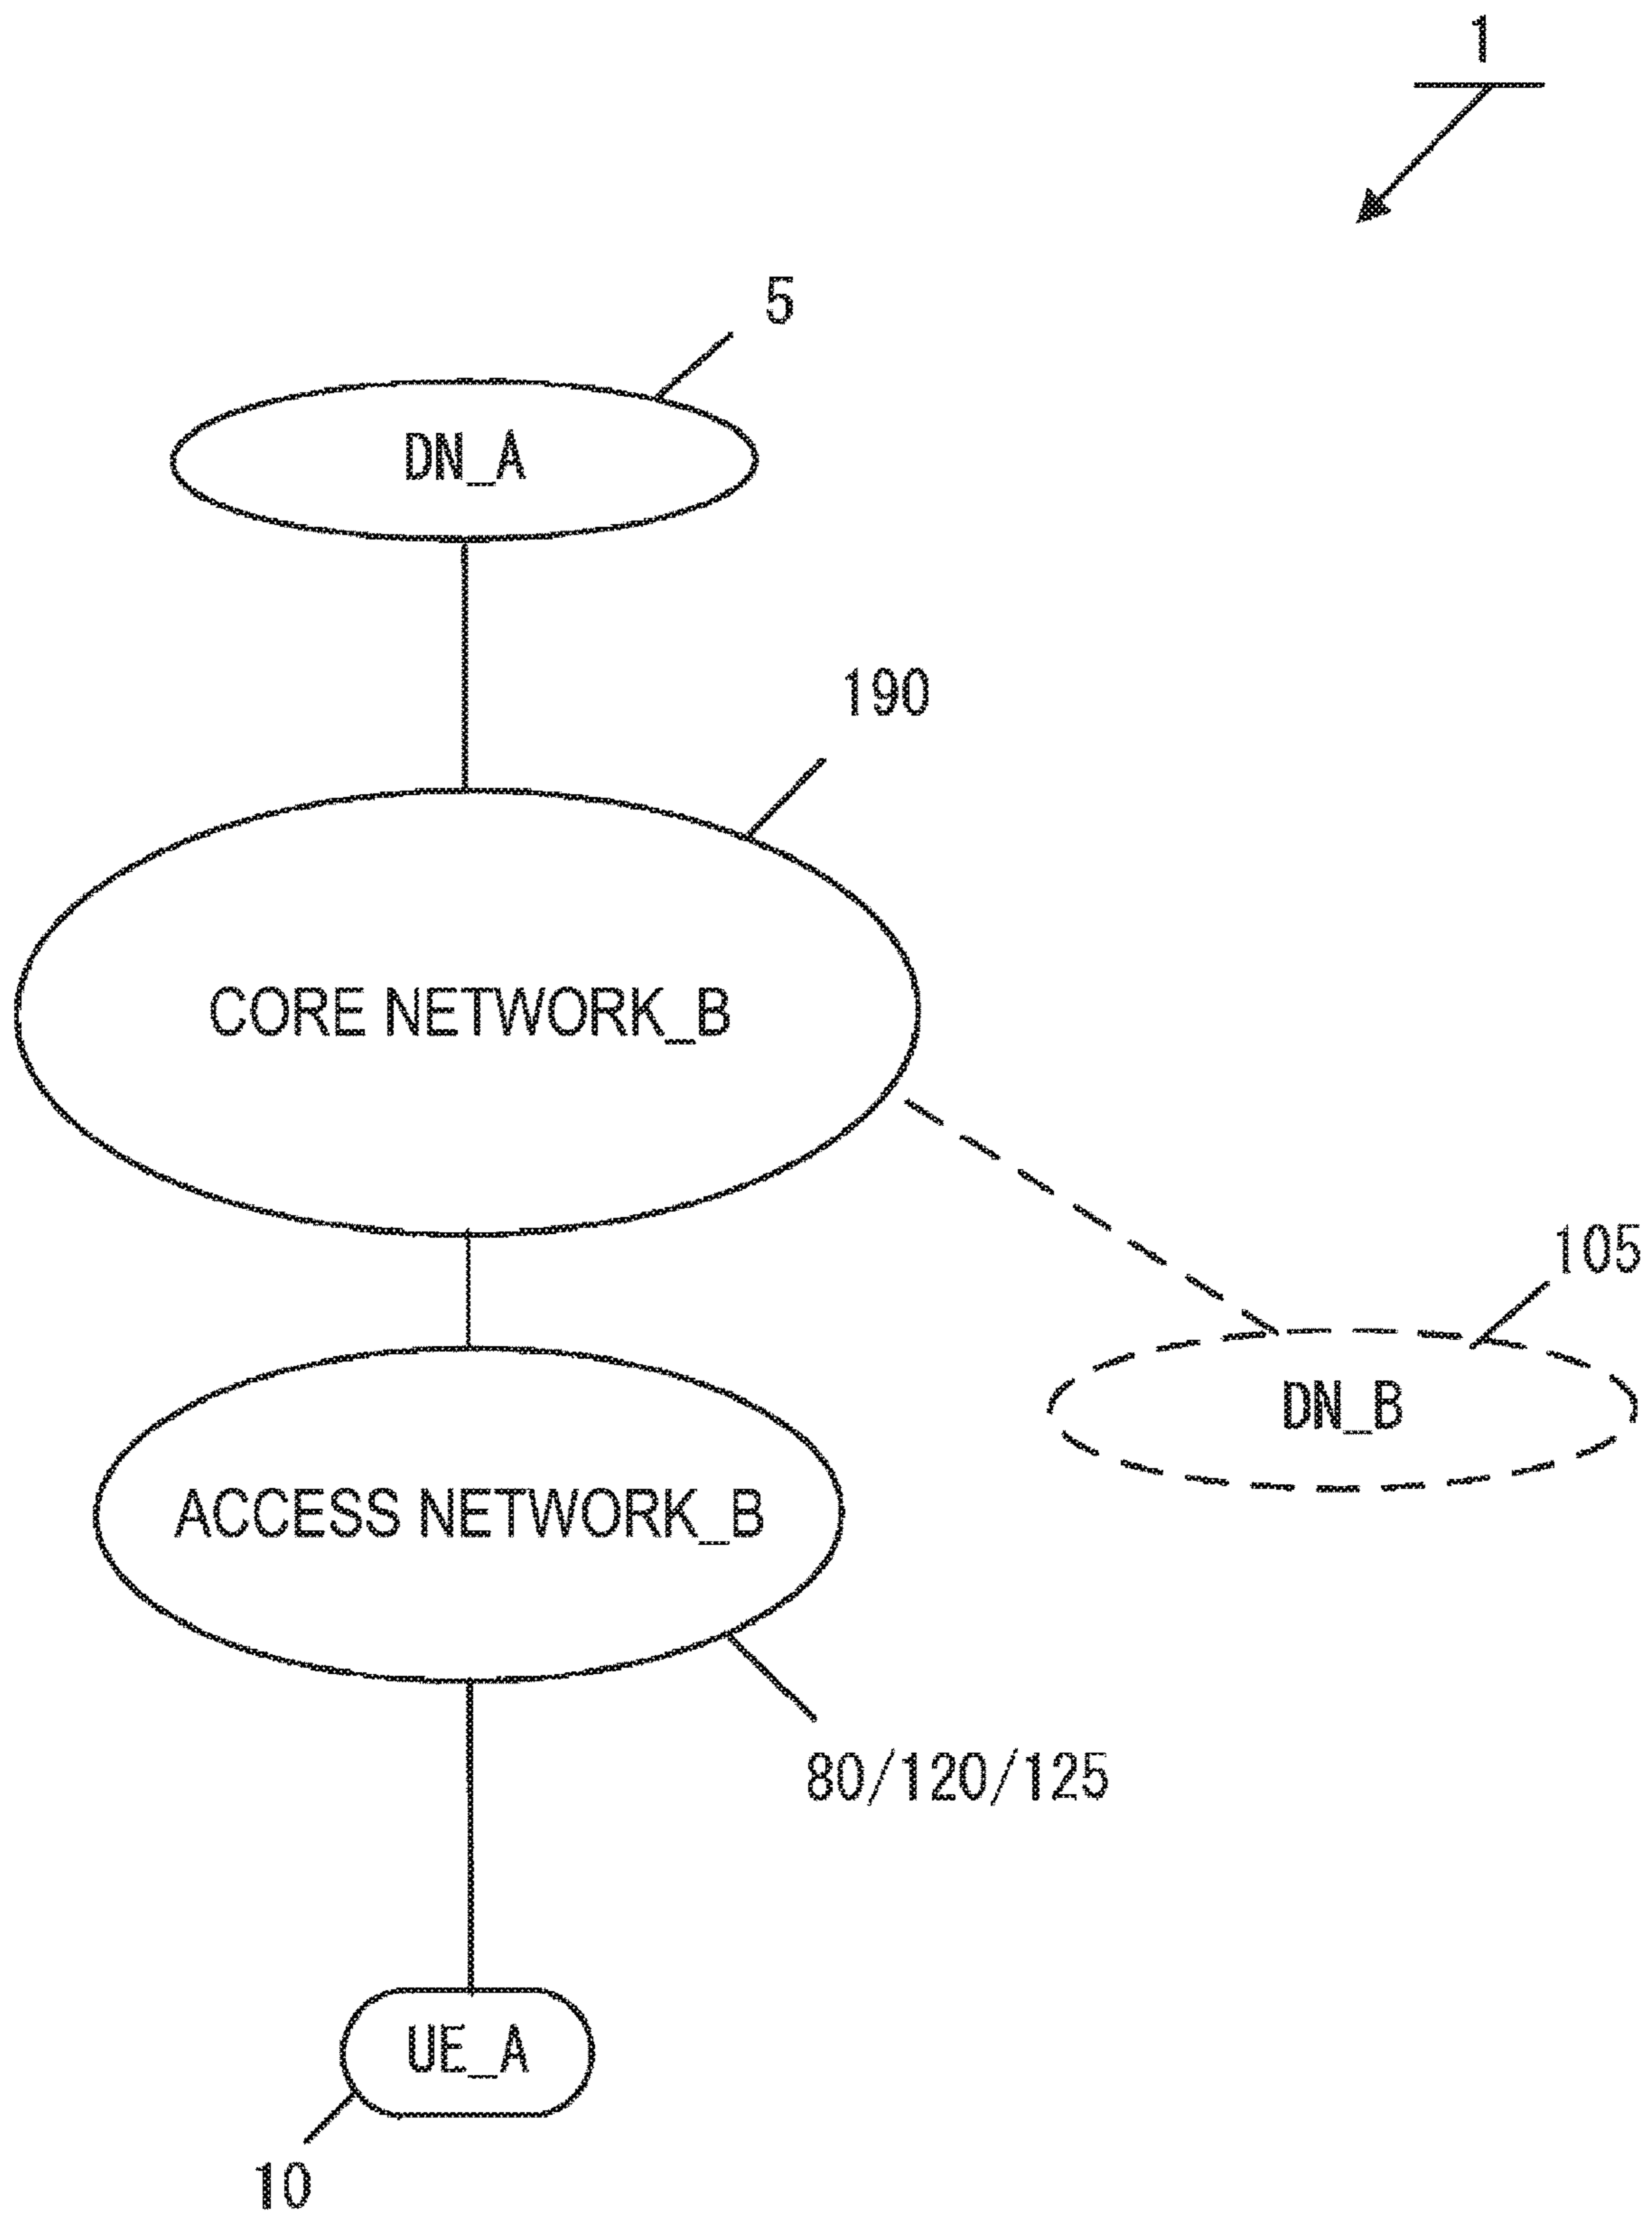 1
5
DN_A
190
CORE NETWORK_B
105
DN_B
ACCESS NETWORK_B
80/120/125
UE_A
10